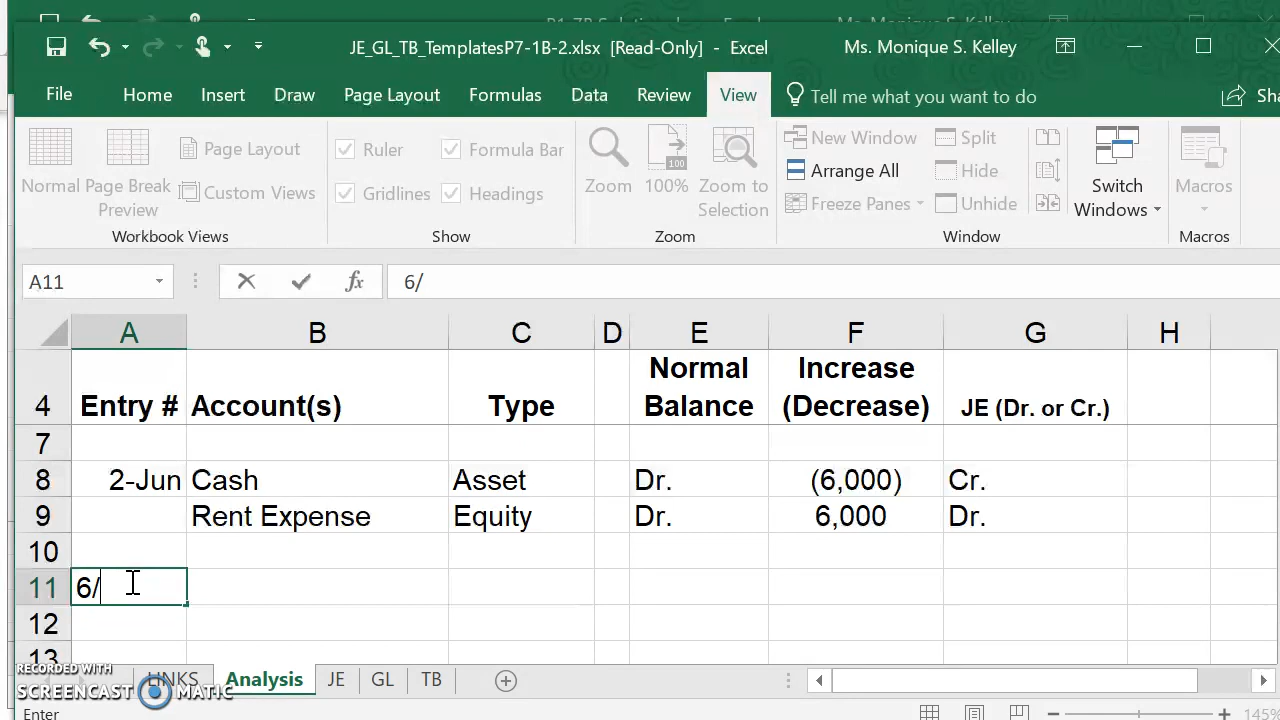 JE_GL_TB_TemplatesP7-1B-2.xlsx [Read-Only] - Excel
Ms. Monique S. Kelley
File Home Insert Draw Page Layout Formulas Data Review View Tell me what you want to do Sha
Normal Page Break Preview Page Layout Custom Views
Workbook Views
Ruler Formula Bar
Gridlines Headings
Show
Zoom 100% Zoom to Selection
Zoom
New Window Split
Arrange All Hide
Freeze Panes Unhide
Switch Windows
Window
Macros
Macros
A11 fx 6/
A B C D E F G H
4 Entry # Account(s) Type Normal Balance Increase (Decrease) JE (Dr. or Cr.)
7
8 2-Jun Cash Asset Dr. (6,000) Cr.
9 Rent Expense Equity Dr. 6,000 Dr.
10
11 6/
12
13
LINKS Analysis JE GL TB
RECORDED WITH
SCREENCAST MATIC
Enter 145%